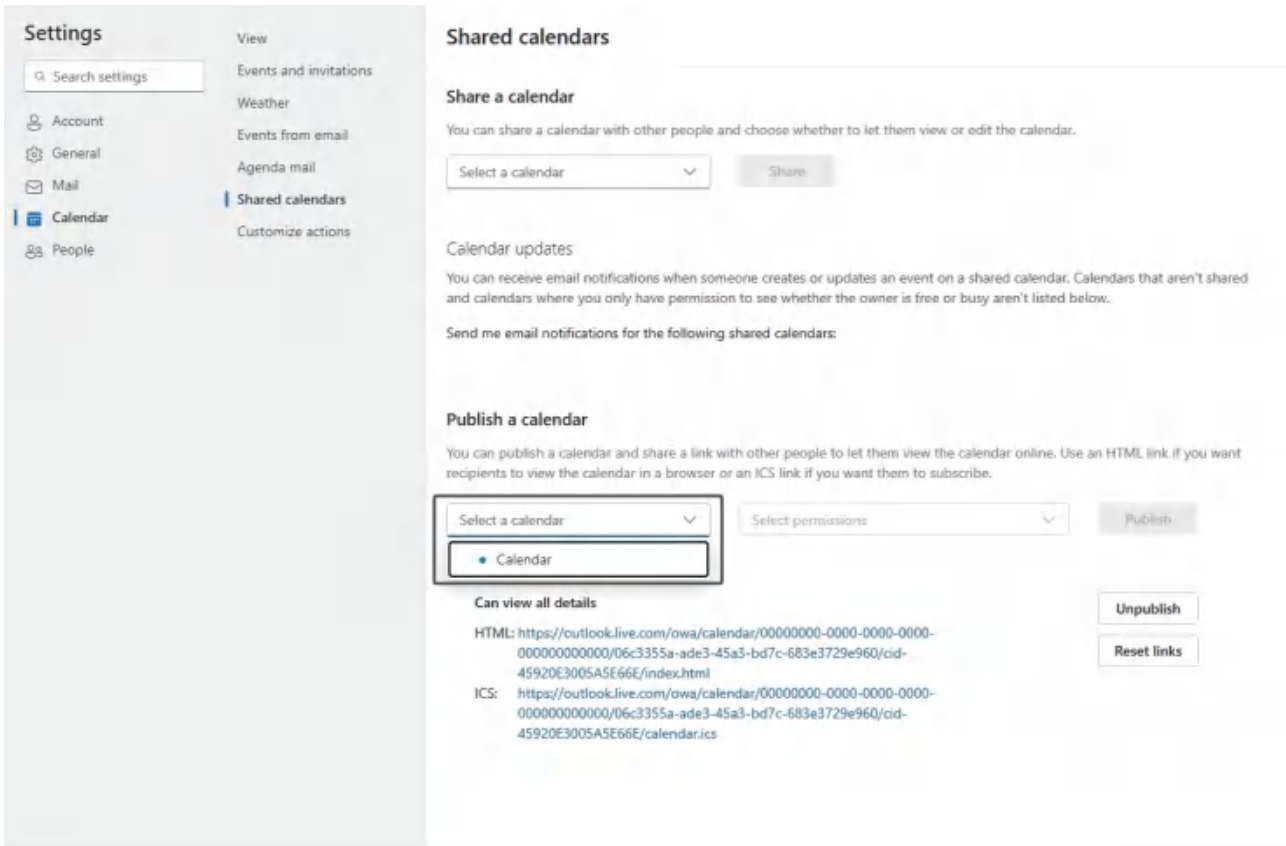 Settings
Search settings
Account
General
Mail
Calendar
People
View
Events and invitations
Weather
Events from email
Agenda mail
Shared calendars
Customize actions
Shared calendars
Share a calendar
You can share a calendar with other people and choose whether to let them view or edit the calendar.
Select a calendar
Share
Calendar updates
You can receive email notifications when someone creates or updates an event on a shared calendar. Calendars that aren't shared
and calendars where you only have permission to see whether the owner is free or busy aren't listed below.
Send me email notifications for the following shared calendars:
Publish a calendar
You can publish a calendar and share a link with other people to let them view the calendar online. Use an HTML link if you want
recipients to view the calendar in a browser or an ICS link if you want them to subscribe.
Select a calendar
Select permissions
Publish
Calendar
Can view all details
Unpublish
HTML: https://outlook.live.com/owa/calendar/00000000-0000-0000-0000-
000000000000/06c3355a-ade3-45a3-bd7c-683e3729e960/cid-
45920E3005A5E66E/index.html
Reset links
ICS: https://outlook.live.com/owa/calendar/00000000-0000-0000-0000-
000000000000/06c3355a-ade3-45a3-bd7c-683e3729e960/cid-
45920E3005A5E66E/calendar.ics